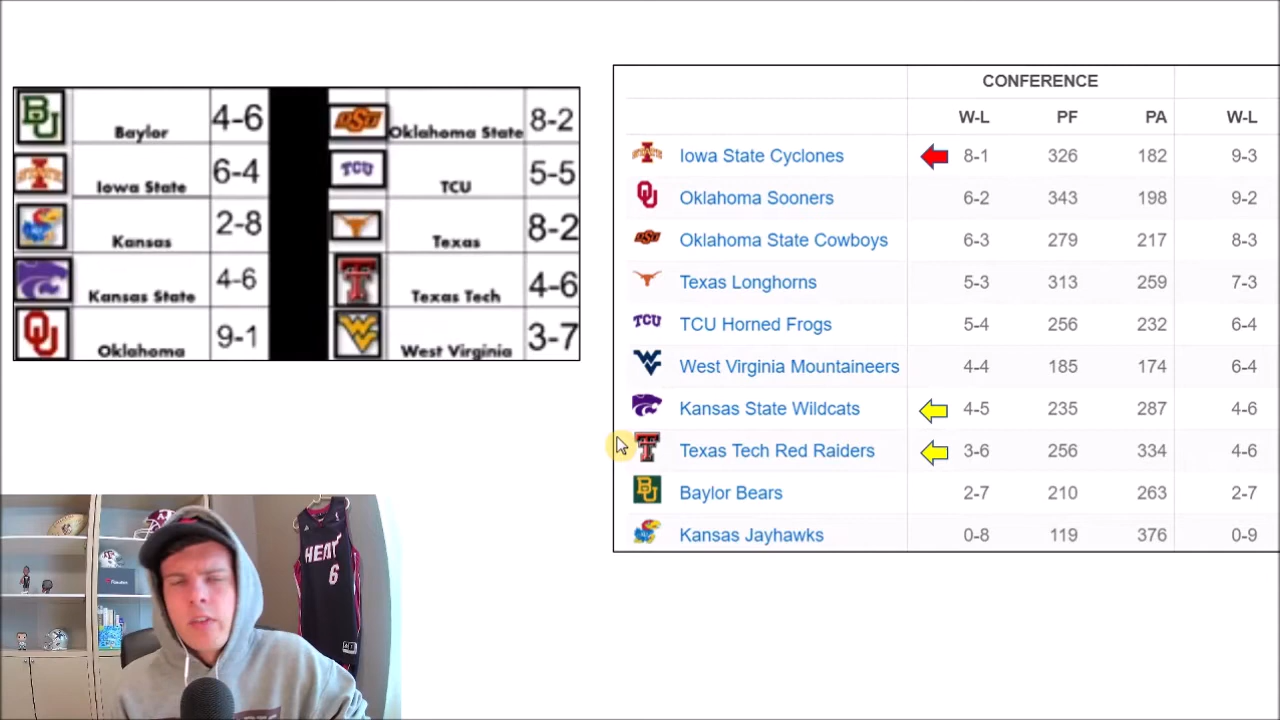 Baylor 4-6 Oklahoma State 8-2
Iowa State 6-4 TCU TCU 5-5
Kansas 2-8 Texas 8-2
Kansas State 4-6 Texas Tech 4-6
OU Oklahoma 9-1 West Virginia 3-7
CONFERENCE
W-L PF PA W-L
Iowa State Cyclones 8-1 326 182 9-3
Oklahoma Sooners 6-2 343 198 9-2
Oklahoma State Cowboys 6-3 279 217 8-3
Texas Longhorns 5-3 313 259 7-3
TCU TCU Horned Frogs 5-4 256 232 6-4
West Virginia Mountaineers 4-4 185 174 6-4
Kansas State Wildcats 4-5 235 287 4-6
Texas Tech Red Raiders 3-6 256 334 4-6
Baylor Bears 2-7 210 263 2-7
Kansas Jayhawks 0-8 119 376 0-9
HEAT
6